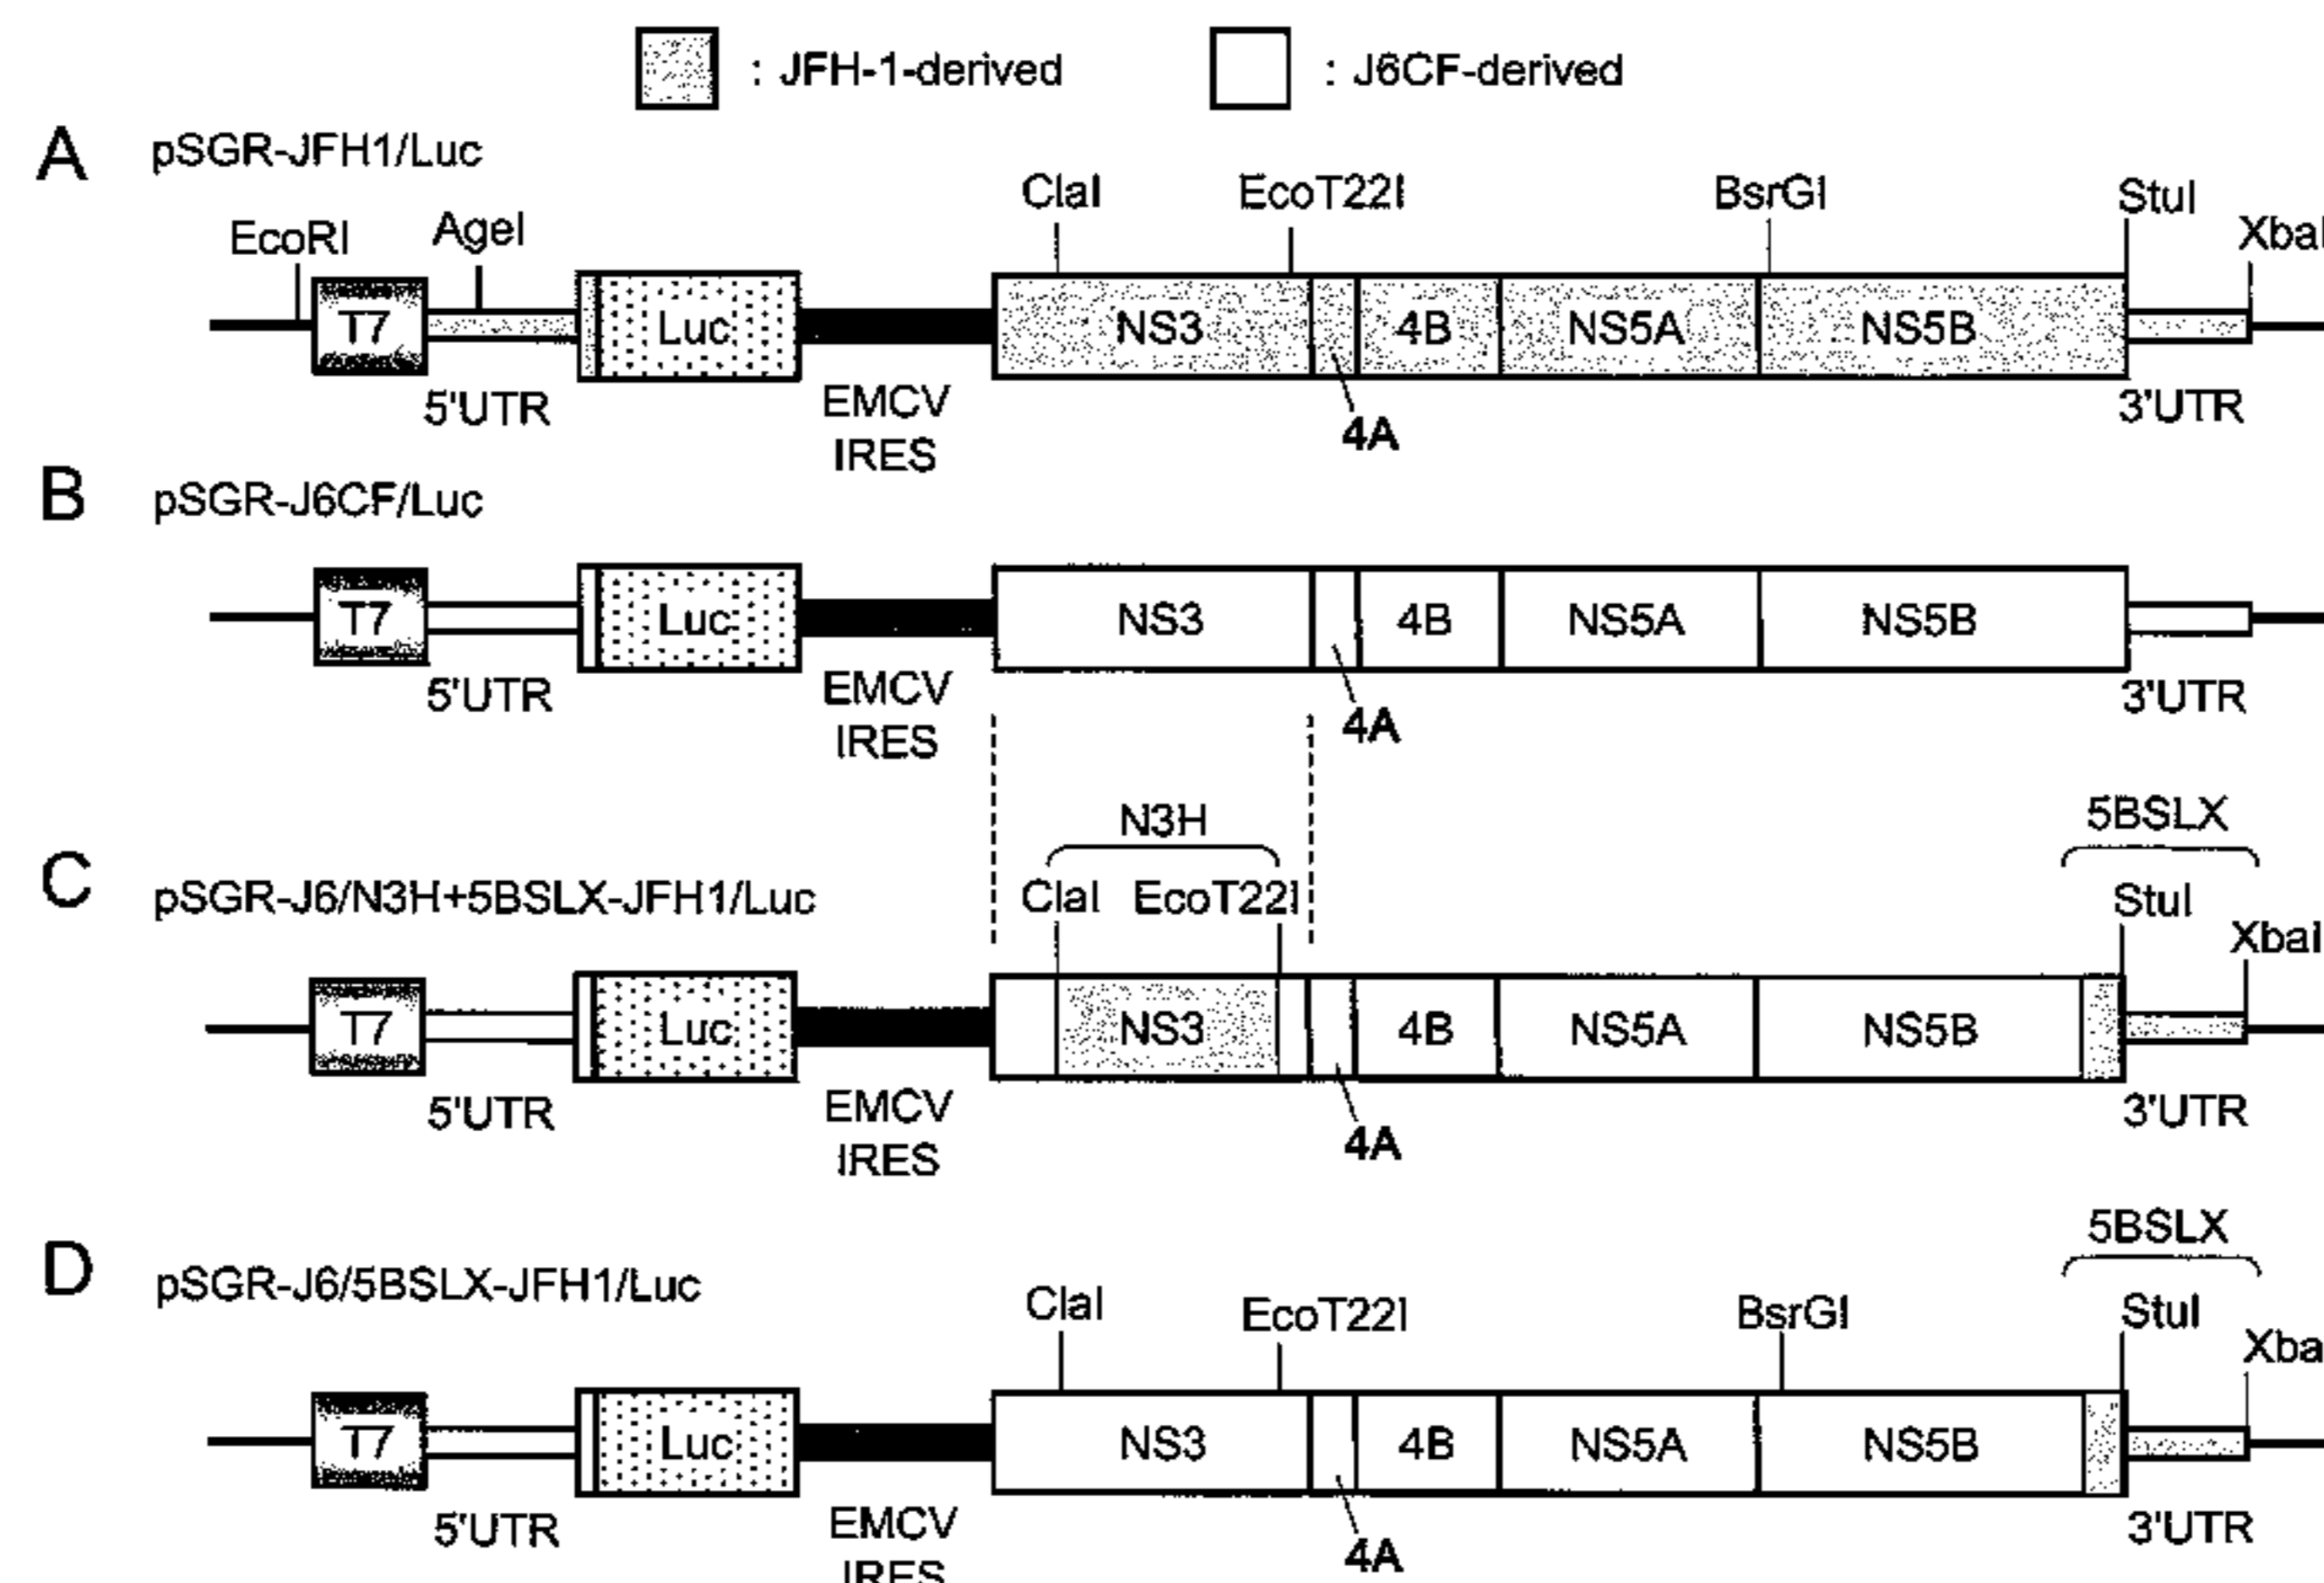 : JFH-1-derived
: J6CF-derived
A
pSGR-JFH1/Luc
EcoRI
AgeI
ClaI
EcoT22I
BsrGI
StuI
XbaI
T7
Luc
NS3
4B
NS5A
NS5B
5'UTR
EMCV
IRES
4A
3'UTR
B
pSGR-J6CF/Luc
T7
Luc
NS3
4B
NS5A
NS5B
5'UTR
EMCV
IRES
4A
3'UTR
C
pSGR-J6/N3H+5BSLX-JFH1/Luc
N3H
ClaI
EcoT22I
5BSLX
StuI
XbaI
T7
Luc
NS3
4B
NS5A
NS5B
5'UTR
EMCV
IRES
4A
3'UTR
D
pSGR-J6/5BSLX-JFH1/Luc
ClaI
EcoT22I
BsrGI
5BSLX
StuI
Xba
T7
Luc
NS3
4B
NS5A
NS5B
5'UTR
EMCV
IRES
4A
3'UTR